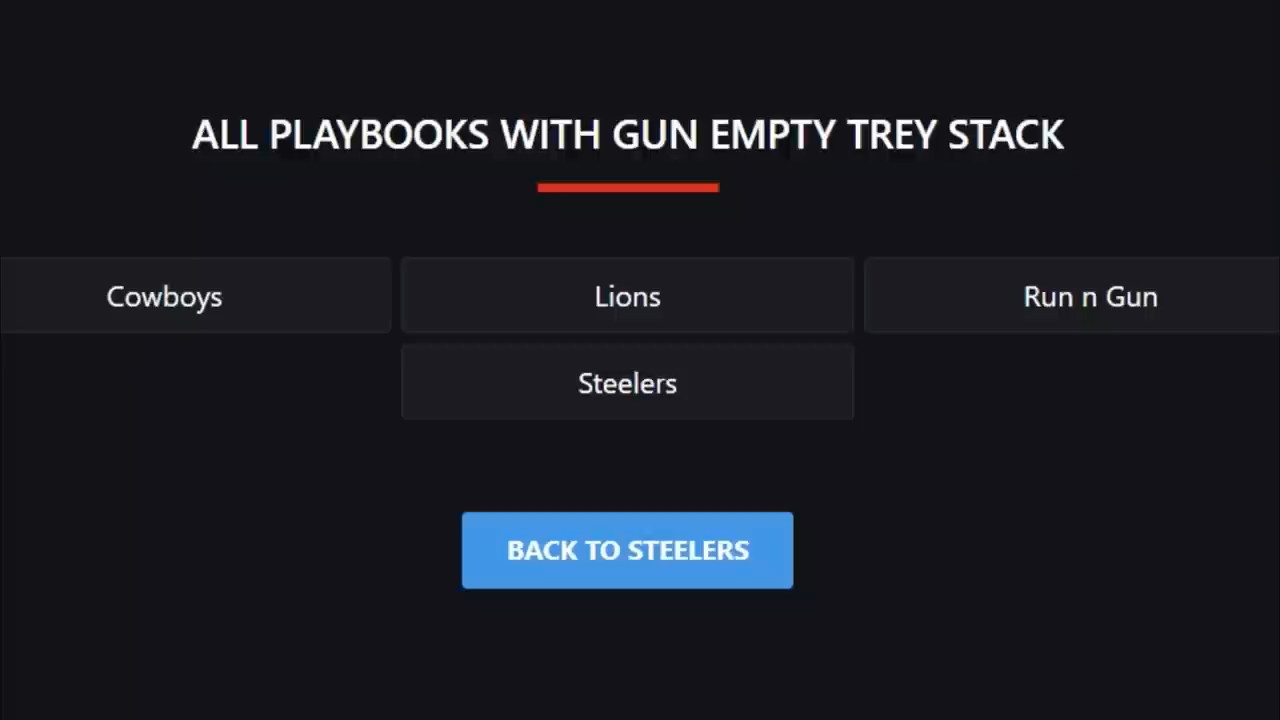 ALL PLAYBOOKS WITH GUN EMPTY TREY STACK
Cowboys
Lions
Run n Gun
Steelers
BACK TO STEELERS